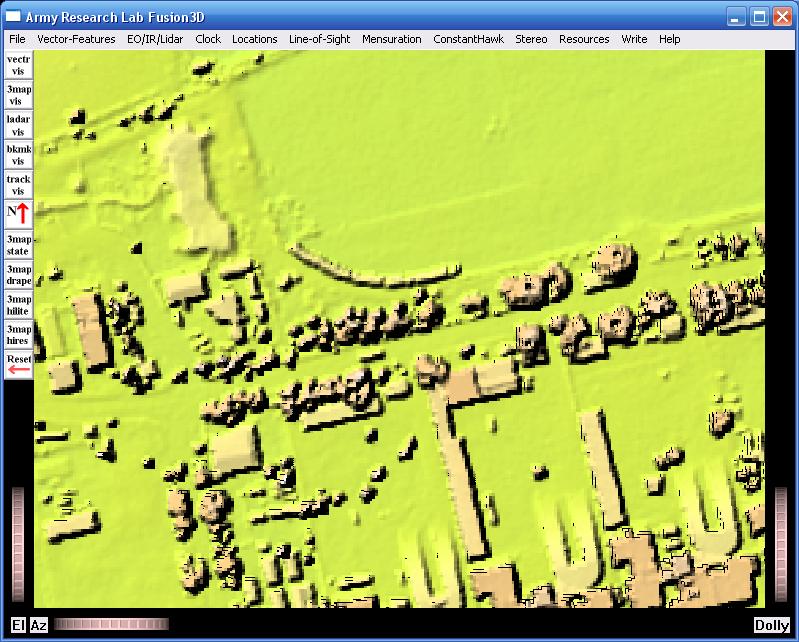 Army Research Lab Fusion3D
File Vector-Features EO/IR/Lidar Clock Locations Line-of-Sight Mensuration ConstantHawk Stereo Resources Write Help
vectr
vis
3map
vis
ladar
vis
bkmk
vis
track
vis
N
3map
state
3map
drape
3map
hilite
3map
hires
Reset
El Az Dolly